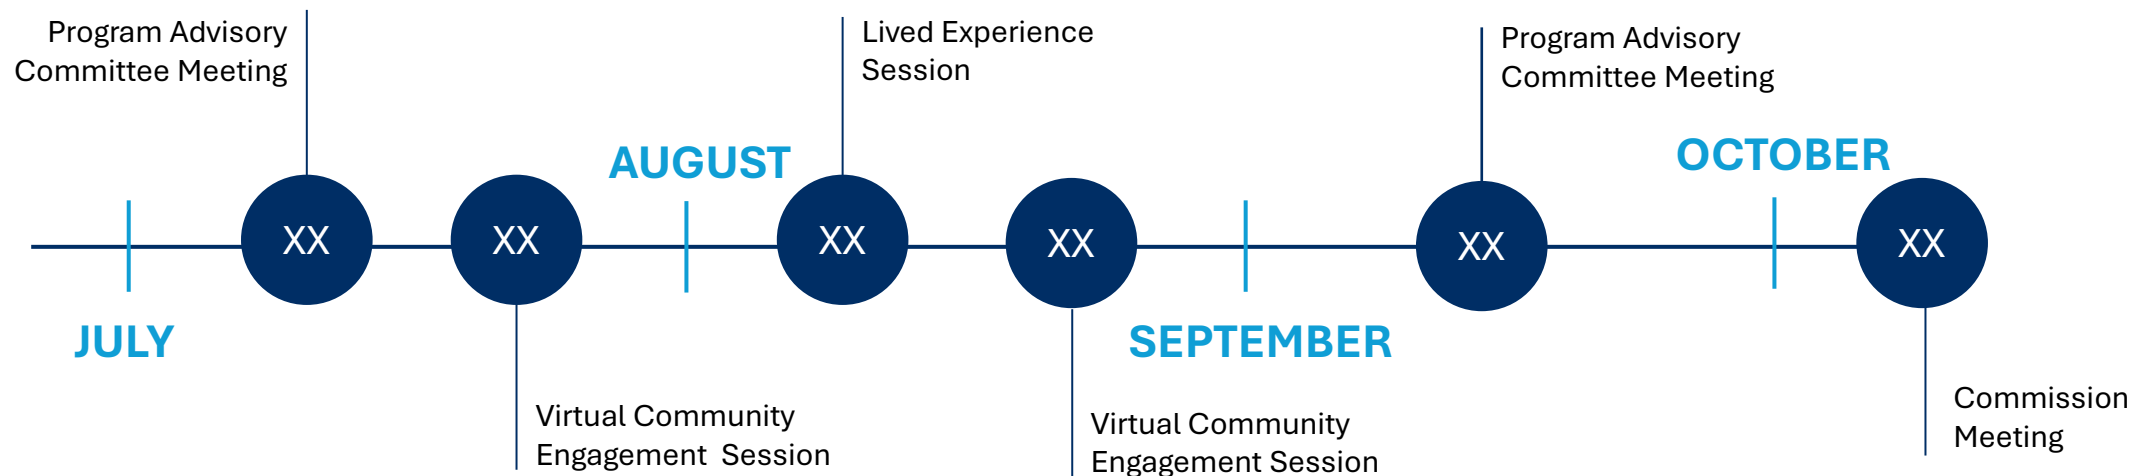 Program Advisory
Committee Meeting
Lived Experience
Session
Program Advisory
Committee Meeting
AUGUST
OCTOBER
XX
XX
XX
XX
XX
XX
JULY
SEPTEMBER
Virtual Community
Engagement  Session
Virtual Community
Engagement Session
Commission
Meeting